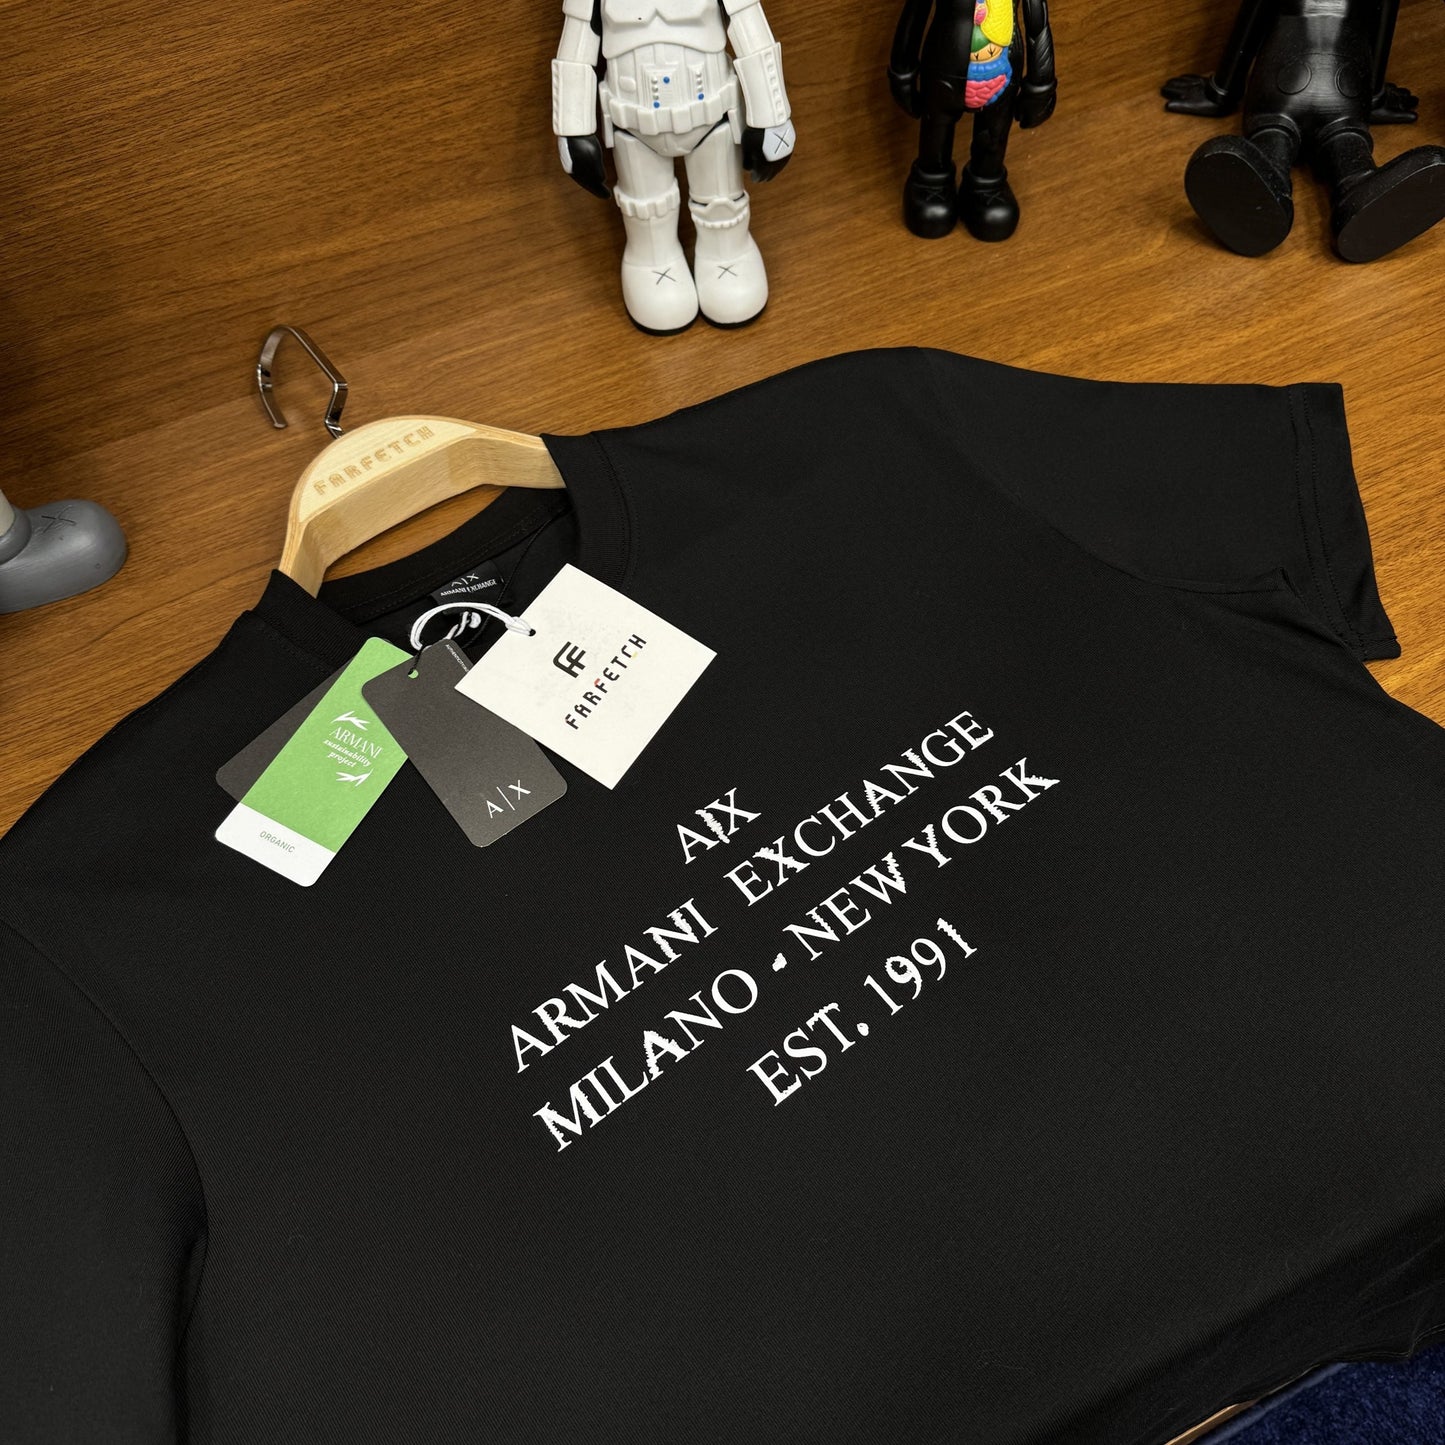 FARFETCH
A|X
ARMANI EXCHANGE
FARFETCH
ARMANI
sustainability
project
ORGANIC
A|X
A|X
ARMANI EXCHANGE
MILANO - NEW YORK
EST. 1991